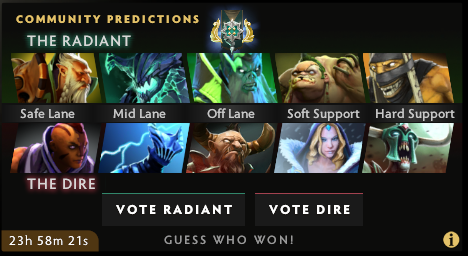 COMMUNITY PREDICTIONS
THE RADIANT
Safe Lane Mid Lane Off Lane Soft Support Hard Support
THE DIRE
VOTE RADIANT VOTE DIRE
23h 58m 21s GUESS WHO WON! i